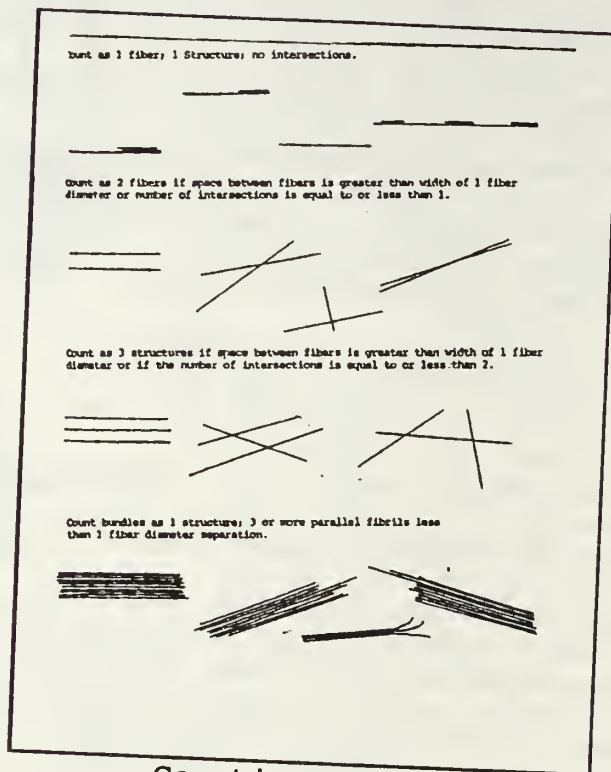 ount as 1 fiber; 1 Structure; no intersections.
Count as 2 fibers if space between fibers is greater than width of 1 fiber
diameter or number of intersections is equal to or less than 1.
Count as 3 structures if space between fibers is greater than width of 1 fiber
diameter or if the number of intersections is equal to or less than 2.
Count bundles as 1 structure; 3 or more parallel fibrils less
than 1 fiber diameter separation.